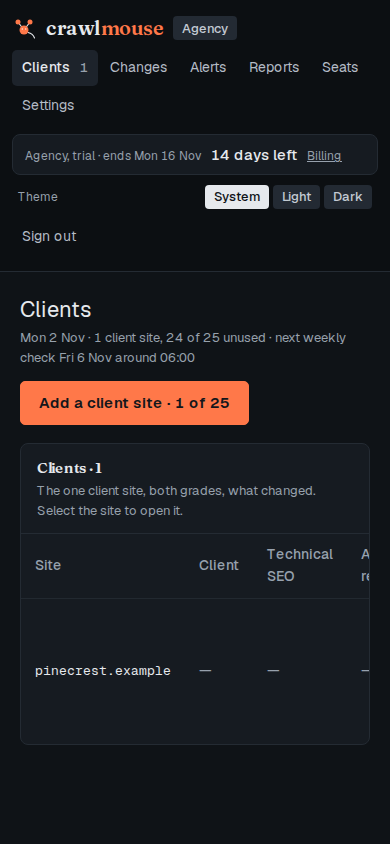 crawlmouse Agency
Clients 1 Changes Alerts Reports Seats
Settings
Agency, trial · ends Mon 16 Nov 14 days left Billing
Theme System Light Dark
Sign out
Clients
Mon 2 Nov · 1 client site, 24 of 25 unused · next weekly
check Fri 6 Nov around 06:00
Add a client site · 1 of 25
Clients · 1
The one client site, both grades, what changed.
Select the site to open it.
Site Client Technical
SEO
pinecrest.example — — —